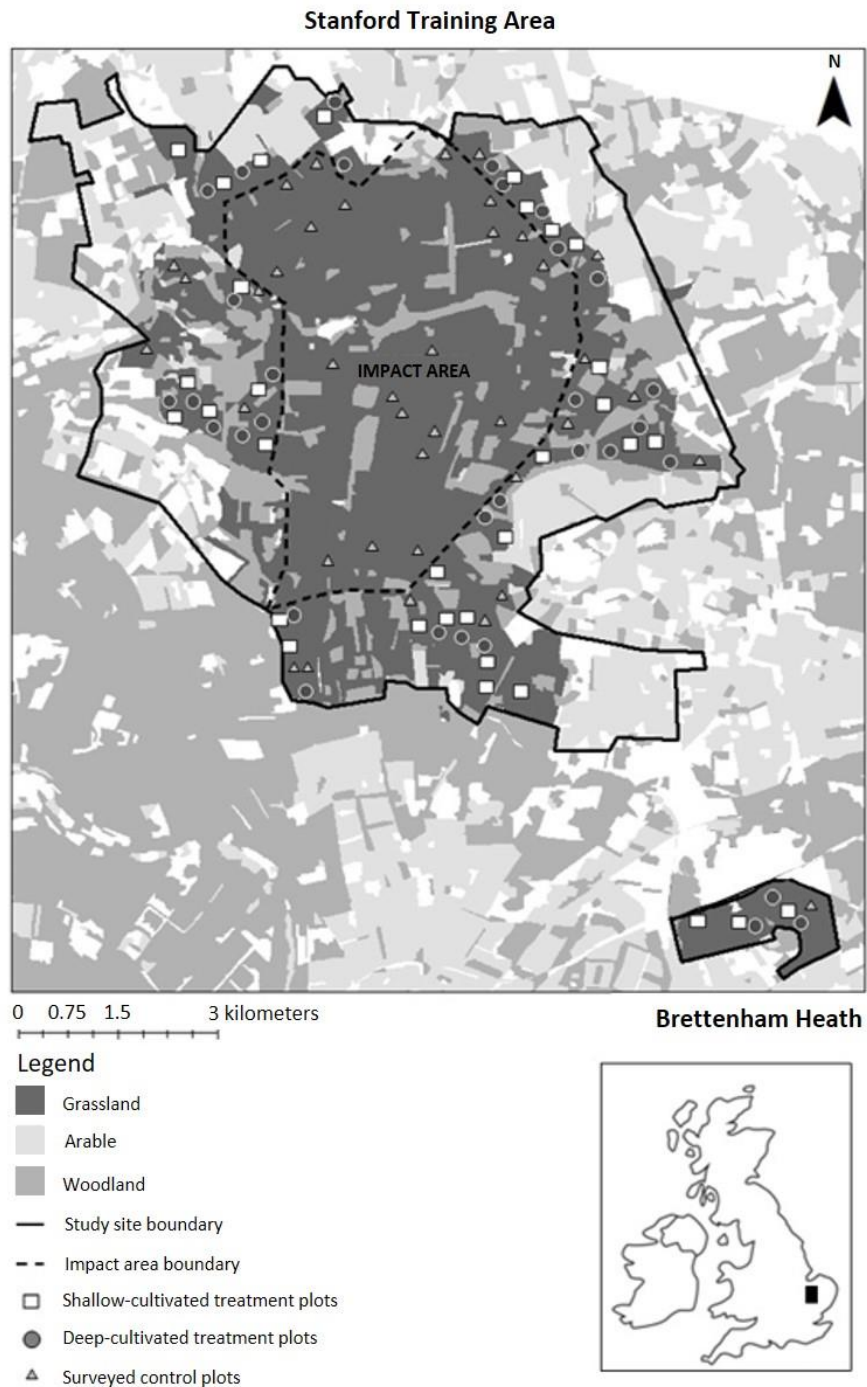 Stanford Training Area
N
IMPACT AREA
0 0.75 1.5 3 kilometers
Brettenham Heath
Legend
Grassland
Arable
Woodland
Study site boundary
Impact area boundary
Shallow-cultivated treatment plots
Deep-cultivated treatment plots
Surveyed control plots